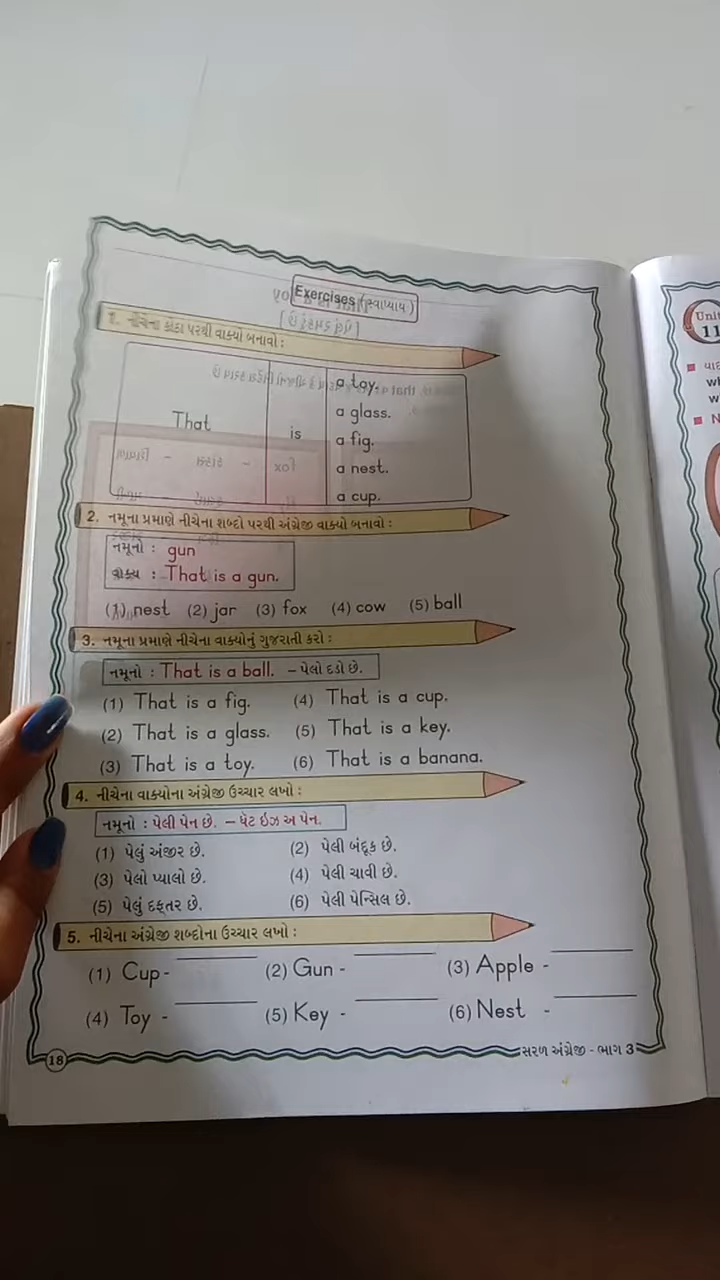 Exercises (સ્વાધ્યાય)
1. નીચેના કોઠા પરથી વાક્યો બનાવો :
That is
a toy.
a glass.
a fig.
a nest.
a cup.
2. નમૂના પ્રમાણે નીચેના શબ્દો પરથી અંગ્રેજી વાક્યો બનાવો :
નમૂનો : gun
વાક્ય : That is a gun.
(1) nest (2) jar (3) fox (4) cow (5) ball
3. નમૂના પ્રમાણે નીચેના વાક્યોનું ગુજરાતી કરો :
નમૂનો : That is a ball. – પેલો દડો છે.
(1) That is a fig. (4) That is a cup.
(2) That is a glass. (5) That is a key.
(3) That is a toy. (6) That is a banana.
4. નીચેના વાક્યોના અંગ્રેજી ઉચ્ચાર લખો :
નમૂનો : પેલી પેન છે. – ધૅટ ઇઝ અ પેન.
(1) પેલું અંજીર છે. (2) પેલી બંદૂક છે.
(3) પેલો પ્યાલો છે. (4) પેલી ચાવી છે.
(5) પેલું દફતર છે. (6) પેલી પેન્સિલ છે.
5. નીચેના અંગ્રેજી શબ્દોના ઉચ્ચાર લખો :
(1) Cup - (2) Gun - (3) Apple -
(4) Toy - (5) Key - (6) Nest -
18 સરળ અંગ્રેજી - ભાગ 3
Unit
11